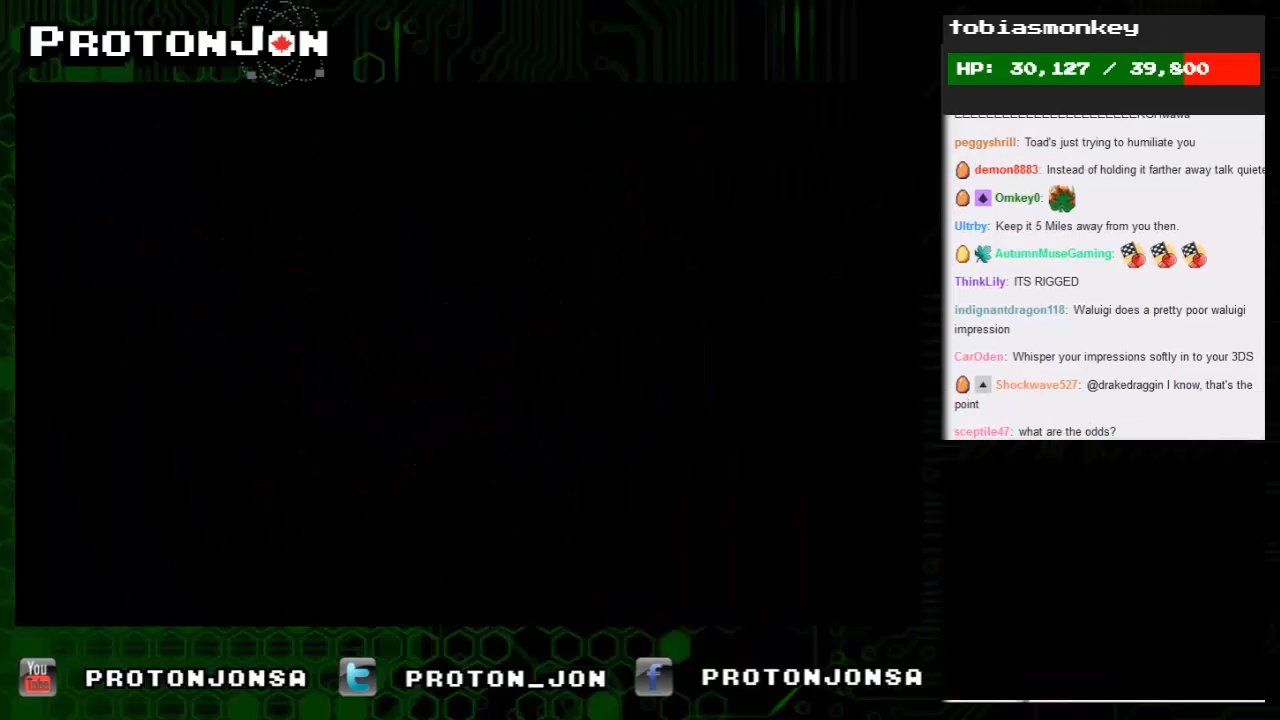 PROTONJON
tobiasmonkey
HP: 30,127 / 39,800
peggyshrill: Toad's just trying to humiliate you
demon8883: Instead of holding it farther away talk quiete
Omkey0:
Ultrby: Keep it 5 Miles away from you then.
AutumnMuseGaming:
ThinkLily: ITS RIGGED
indignantdragon118: Waluigi does a pretty poor waluigi
impression
CarOden: Whisper your impressions softly in to your 3DS
Shockwave527: @drakedraggin I know, that's the
point
sceptile47: what are the odds?
You
Tube
PROTONJONSA
PROTON_JON
PROTONJONSA